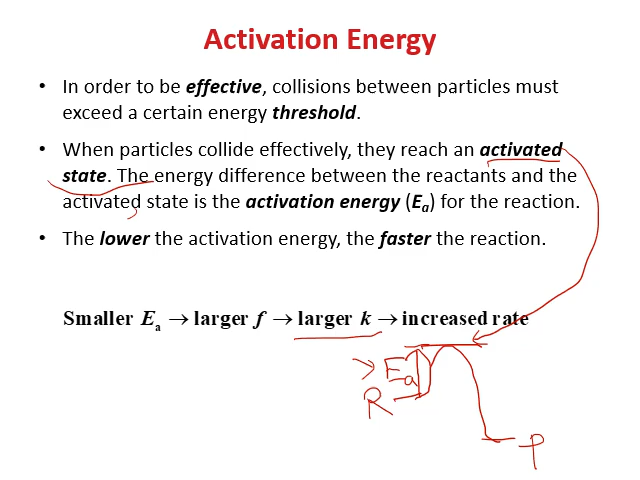 Activation Energy
• In order to be effective, collisions between particles must
exceed a certain energy threshold.
• When particles collide effectively, they reach an activated
state. The energy difference between the reactants and the
activated state is the activation energy (Ea) for the reaction.
• The lower the activation energy, the faster the reaction.
Smaller Ea → larger f → larger k → increased rate
Ea
R
P